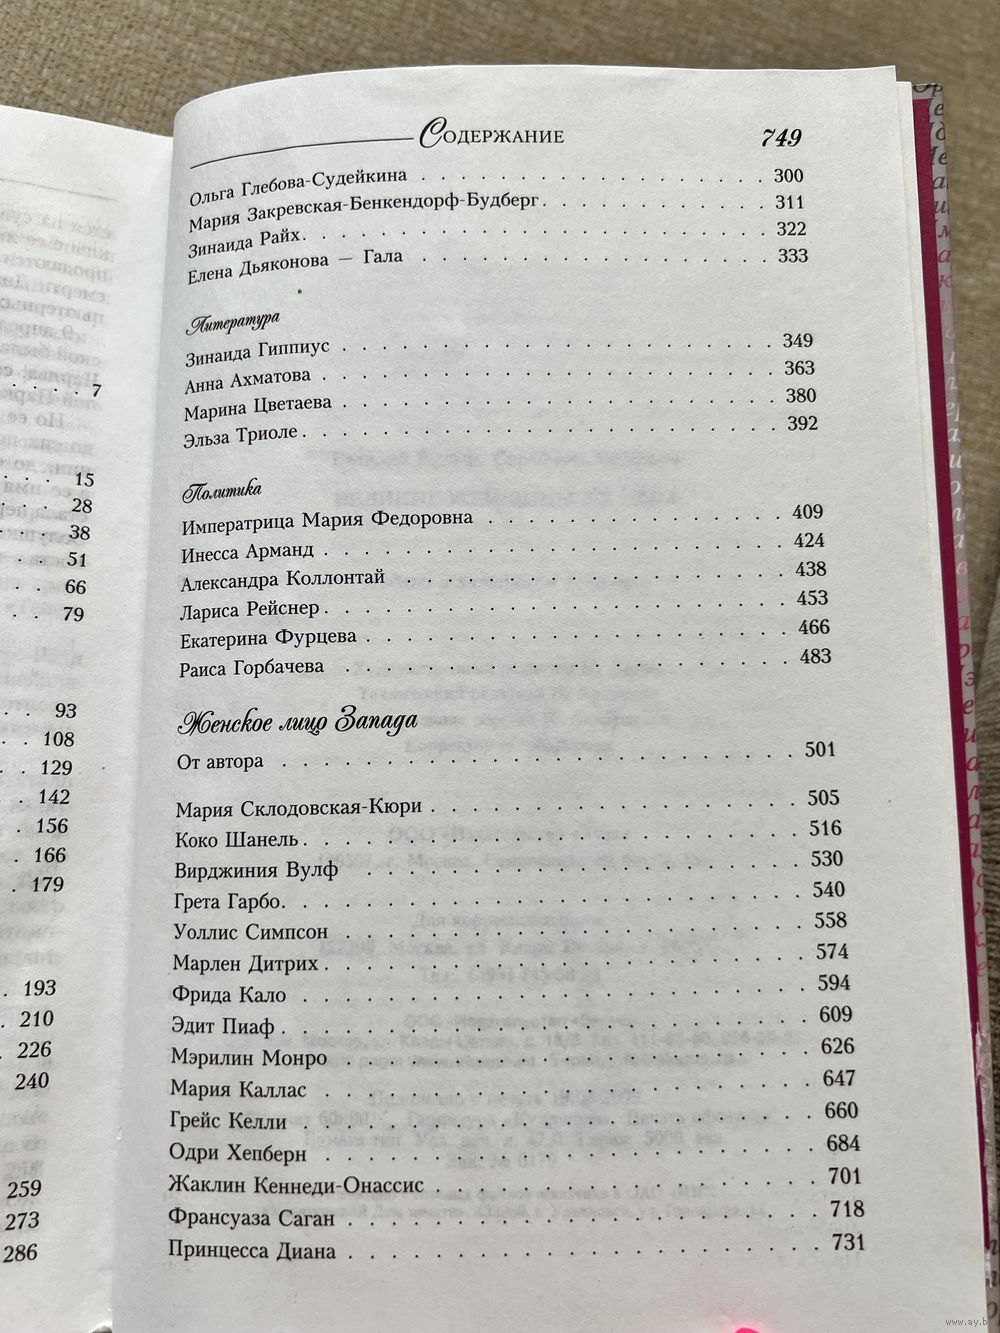 7
15
28
38
51
66
79
93
108
129
142
156
166
179
193
210
226
240
259
273
286
Содержание 749
Ольга Глебова-Судейкина . . . . . . . . . . . . . . . . 300
Мария Закревская-Бенкендорф-Будберг . . . . . . . . . . 311
Зинаида Райх . . . . . . . . . . . . . . . . . . . . . 322
Елена Дьяконова — Гала . . . . . . . . . . . . . . . . 333
Литература
Зинаида Гиппиус . . . . . . . . . . . . . . . . . . . . 349
Анна Ахматова . . . . . . . . . . . . . . . . . . . . . 363
Марина Цветаева . . . . . . . . . . . . . . . . . . . . 380
Эльза Триоле . . . . . . . . . . . . . . . . . . . . . 392
Политика
Императрица Мария Федоровна . . . . . . . . . . . . . . 409
Инесса Арманд . . . . . . . . . . . . . . . . . . . . . 424
Александра Коллонтай . . . . . . . . . . . . . . . . . 438
Лариса Рейснер . . . . . . . . . . . . . . . . . . . . 453
Екатерина Фурцева . . . . . . . . . . . . . . . . . . . 466
Раиса Горбачева . . . . . . . . . . . . . . . . . . . . 483
Женское лицо Запада
От автора . . . . . . . . . . . . . . . . . . . . . . . 501
Мария Склодовская-Кюри . . . . . . . . . . . . . . . . 505
Коко Шанель . . . . . . . . . . . . . . . . . . . . . . 516
Вирджиния Вулф . . . . . . . . . . . . . . . . . . . . 530
Грета Гарбо . . . . . . . . . . . . . . . . . . . . . . 540
Уоллис Симпсон . . . . . . . . . . . . . . . . . . . . 558
Марлен Дитрих . . . . . . . . . . . . . . . . . . . . . 574
Фрида Кало . . . . . . . . . . . . . . . . . . . . . . 594
Эдит Пиаф . . . . . . . . . . . . . . . . . . . . . . . 609
Мэрилин Монро . . . . . . . . . . . . . . . . . . . . . 626
Мария Каллас . . . . . . . . . . . . . . . . . . . . . 647
Грейс Келли . . . . . . . . . . . . . . . . . . . . . . 660
Одри Хепберн . . . . . . . . . . . . . . . . . . . . . 684
Жаклин Кеннеди-Онассис . . . . . . . . . . . . . . . . 701
Франсуаза Саган . . . . . . . . . . . . . . . . . . . . 718
Принцесса Диана . . . . . . . . . . . . . . . . . . . . 731
www.ay.b